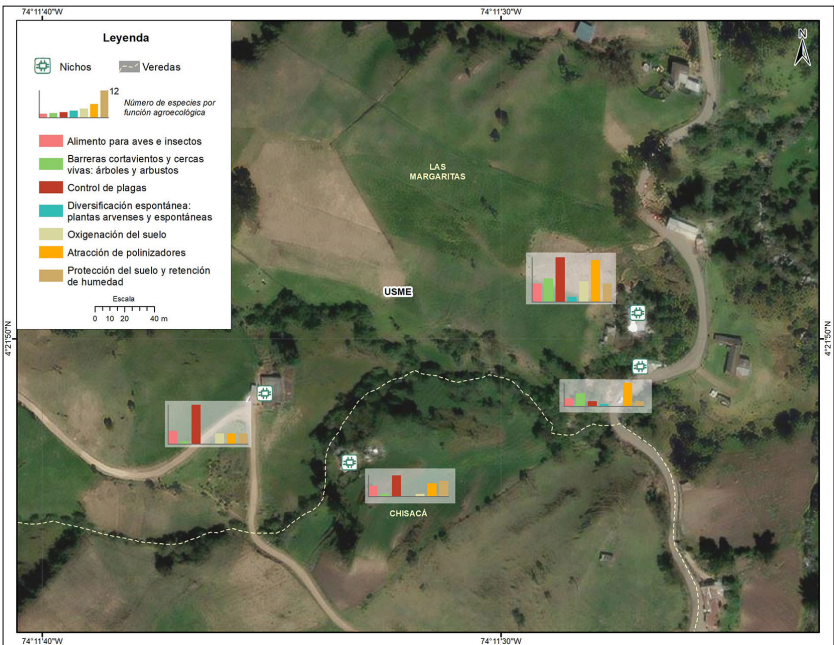 74°11'40"W
74°11'30"W
Leyenda
Nichos
Veredas
12
Número de especies por
función agroecológica
Alimento para aves e insectos
Barreras cortavientos y cercas
vivas: árboles y arbustos
Control de plagas
Diversificación espontánea:
plantas arvenses y espontáneas
Oxigenación del suelo
Atracción de polinizadores
Protección del suelo y retención
de humedad
Escala
0 10 20 40 m
N
LAS
MARGARITAS
USME
CHISACÁ
4°21'50"N
4°21'50"N
74°11'40"W
74°11'30"W